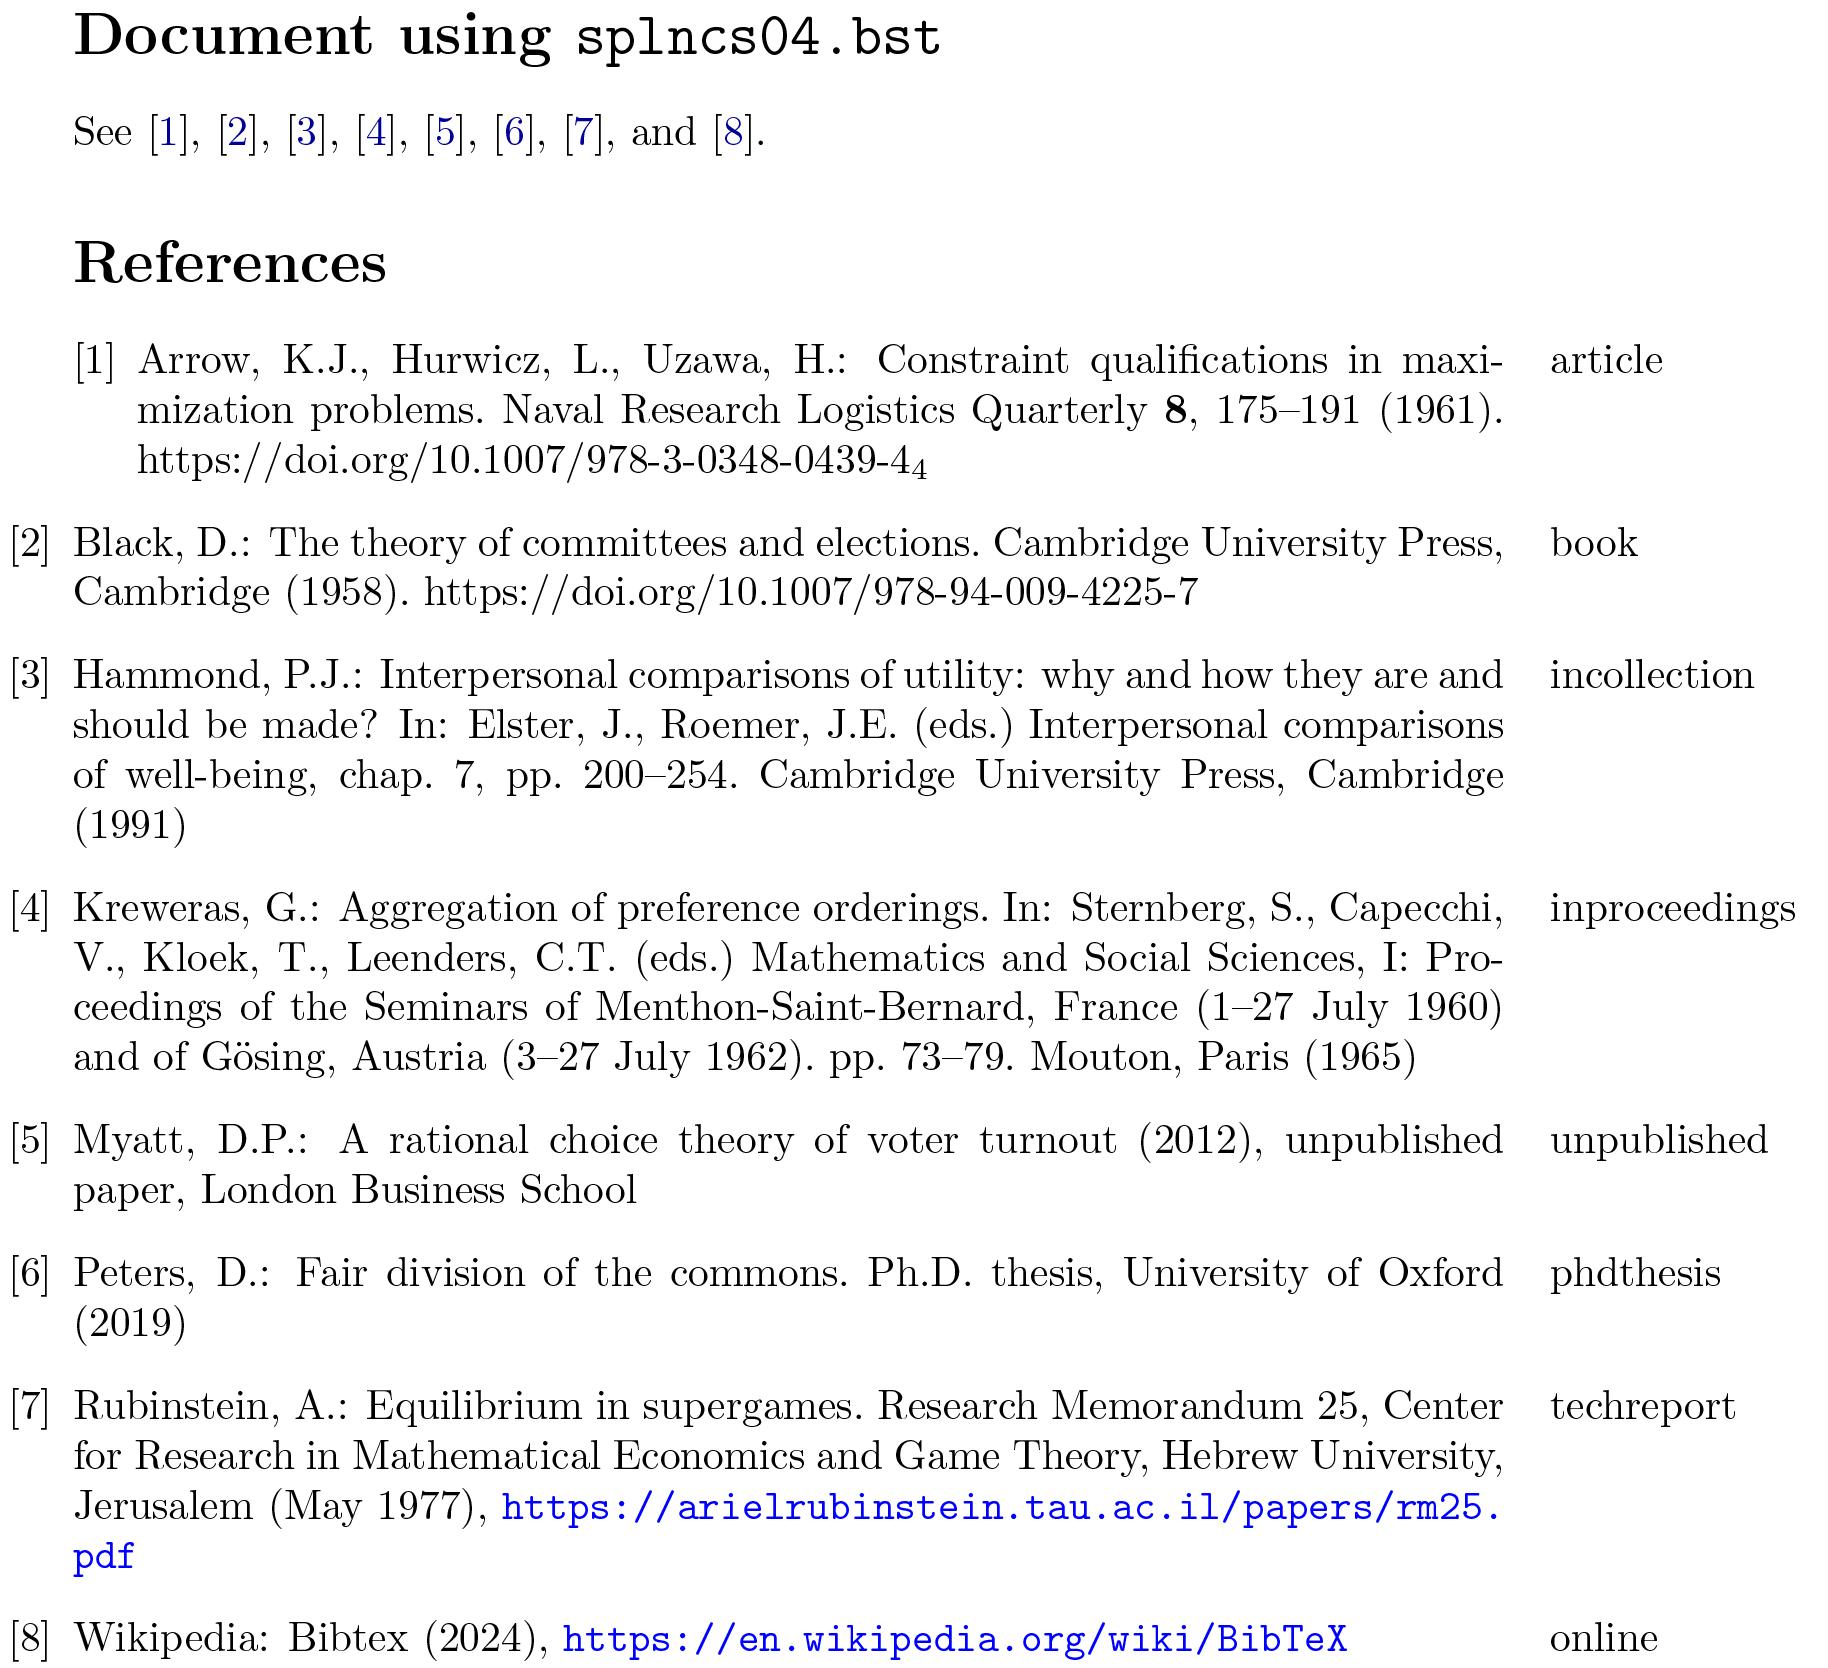 Document using splncs04.bst
See [1], [2], [3], [4], [5], [6], [7], and [8].
References
[1] Arrow, K.J., Hurwicz, L., Uzawa, H.: Constraint qualifications in maxi- article
mization problems. Naval Research Logistics Quarterly 8, 175–191 (1961).
https://doi.org/10.1007/978-3-0348-0439-4₄
[2] Black, D.: The theory of committees and elections. Cambridge University Press, book
Cambridge (1958). https://doi.org/10.1007/978-94-009-4225-7
[3] Hammond, P.J.: Interpersonal comparisons of utility: why and how they are and incollection
should be made? In: Elster, J., Roemer, J.E. (eds.) Interpersonal comparisons
of well-being, chap. 7, pp. 200–254. Cambridge University Press, Cambridge
(1991)
[4] Kreweras, G.: Aggregation of preference orderings. In: Sternberg, S., Capecchi, inproceedings
V., Kloek, T., Leenders, C.T. (eds.) Mathematics and Social Sciences, I: Pro-
ceedings of the Seminars of Menthon-Saint-Bernard, France (1–27 July 1960)
and of Gösing, Austria (3–27 July 1962). pp. 73–79. Mouton, Paris (1965)
[5] Myatt, D.P.: A rational choice theory of voter turnout (2012), unpublished unpublished
paper, London Business School
[6] Peters, D.: Fair division of the commons. Ph.D. thesis, University of Oxford phdthesis
(2019)
[7] Rubinstein, A.: Equilibrium in supergames. Research Memorandum 25, Center techreport
for Research in Mathematical Economics and Game Theory, Hebrew University,
Jerusalem (May 1977), https://arielrubinstein.tau.ac.il/papers/rm25.
pdf
[8] Wikipedia: Bibtex (2024), https://en.wikipedia.org/wiki/BibTeX online